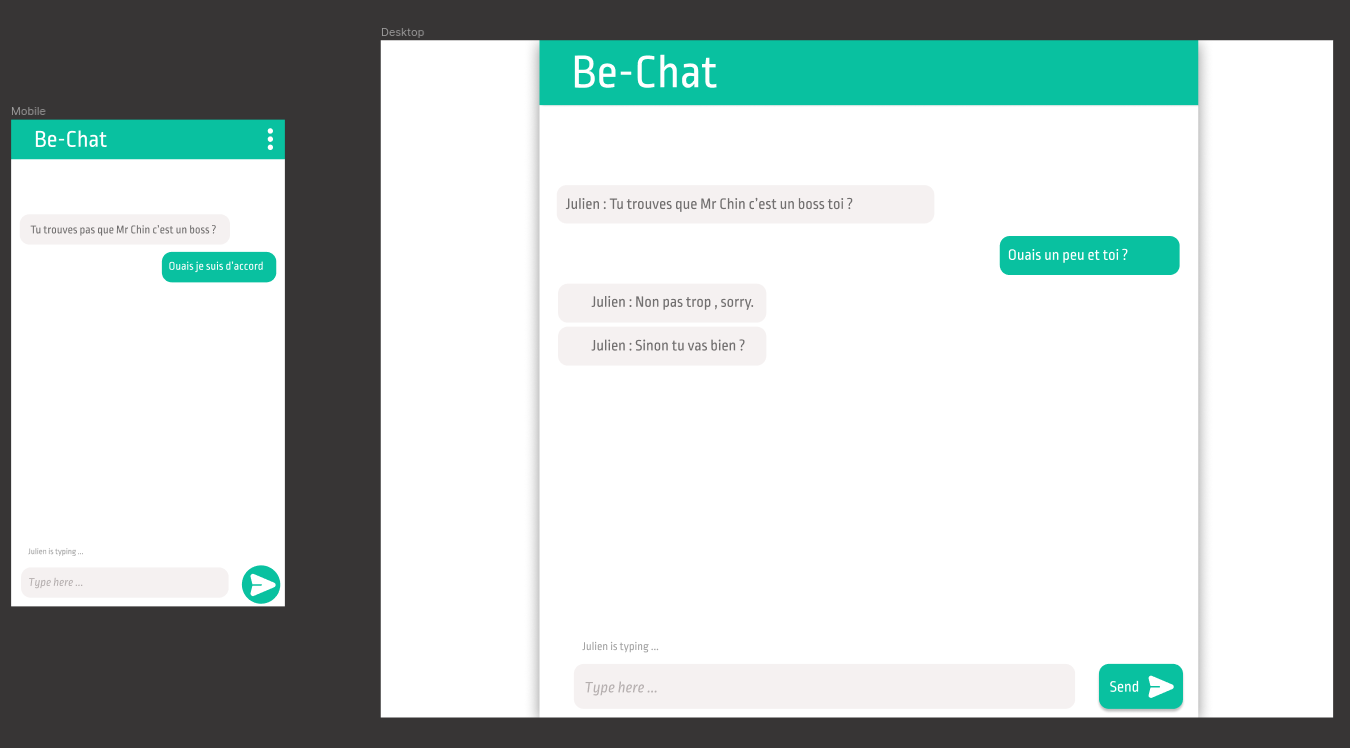 Mobile
Be-Chat
Tu trouves pas que Mr Chin c'est un boss ?
Ouais je suis d'accord
Julien is typing ...
Type here ...
Desktop
Be-Chat
Julien : Tu trouves que Mr Chin c'est un boss toi ?
Ouais un peu et toi ?
Julien : Non pas trop , sorry.
Julien : Sinon tu vas bien ?
Julien is typing ...
Type here ...
Send